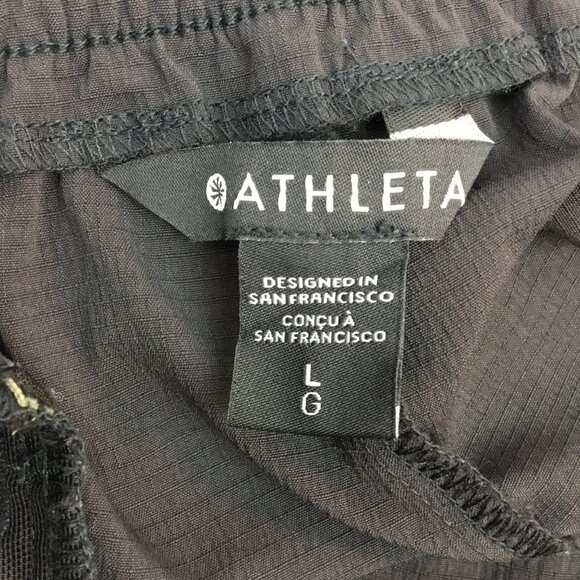 ATHLETA
DESIGNED IN
SAN FRANCISCO
CONÇU À
SAN FRANCISCO
L
G